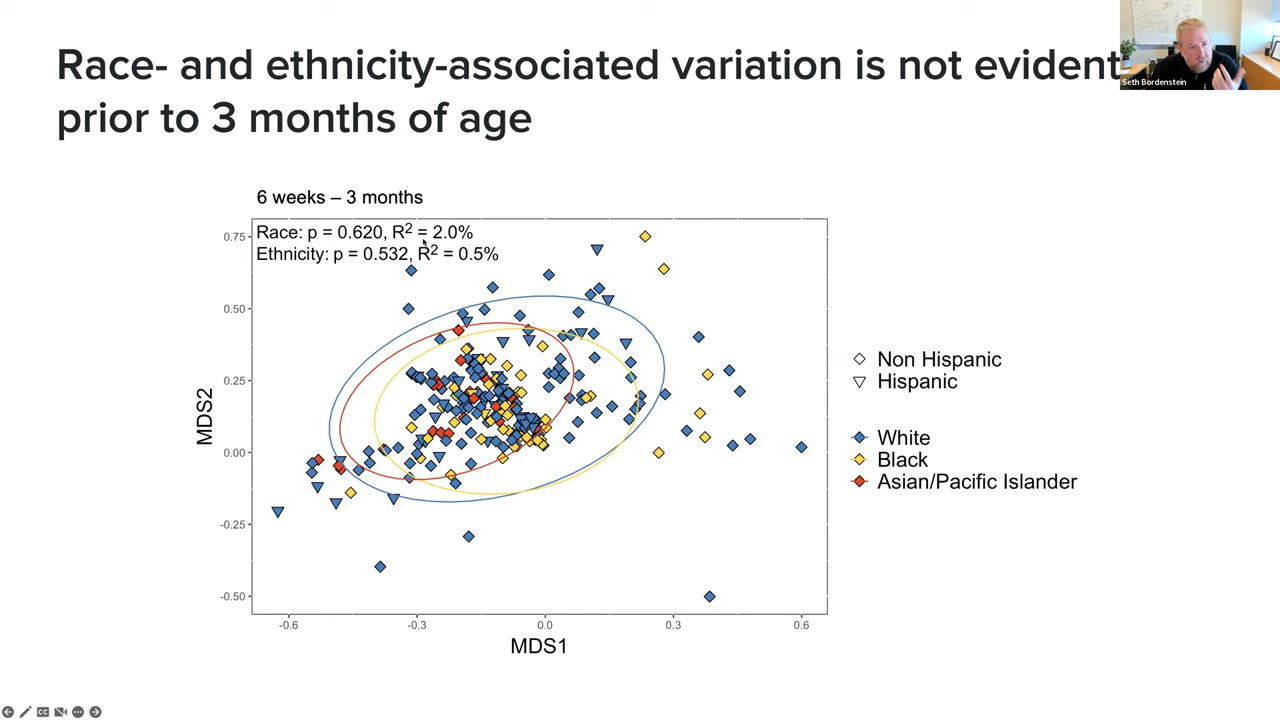 Race- and ethnicity-associated variation is not evident
prior to 3 months of age
Seth Bordenstein
6 weeks – 3 months
Race: p = 0.620, R² = 2.0%
Ethnicity: p = 0.532, R² = 0.5%
0.75
0.50
0.25
0.00
-0.25
-0.50
MDS2
-0.6
-0.3
0.0
0.3
0.6
MDS1
Non Hispanic
Hispanic
White
Black
Asian/Pacific Islander
CC